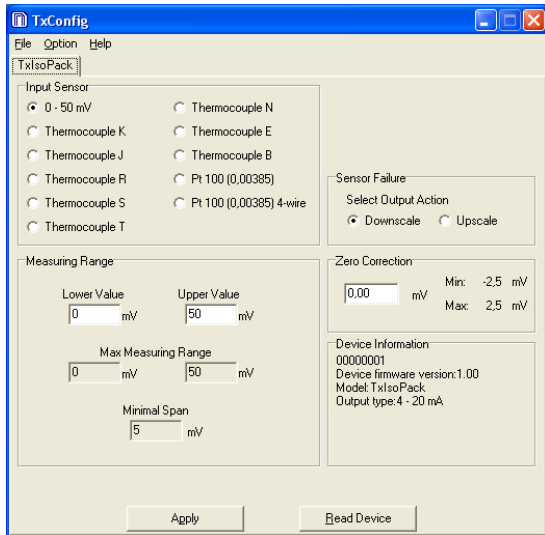 TxConfig
File Option Help
TxIsoPack
Input Sensor
0 - 50 mV
Thermocouple K
Thermocouple J
Thermocouple R
Thermocouple S
Thermocouple T
Thermocouple N
Thermocouple E
Thermocouple B
Pt 100 (0,00385)
Pt 100 (0,00385) 4-wire
Sensor Failure
Select Output Action
Downscale Upscale
Measuring Range
Lower Value Upper Value
0 mV 50 mV
Max Measuring Range
0 mV 50 mV
Minimal Span
5 mV
Zero Correction
0,00 mV
Min: -2,5 mV
Max: 2,5 mV
Device Information
00000001
Device firmware version:1.00
Model: TxIsoPack
Output type:4 - 20 mA
Apply Read Device